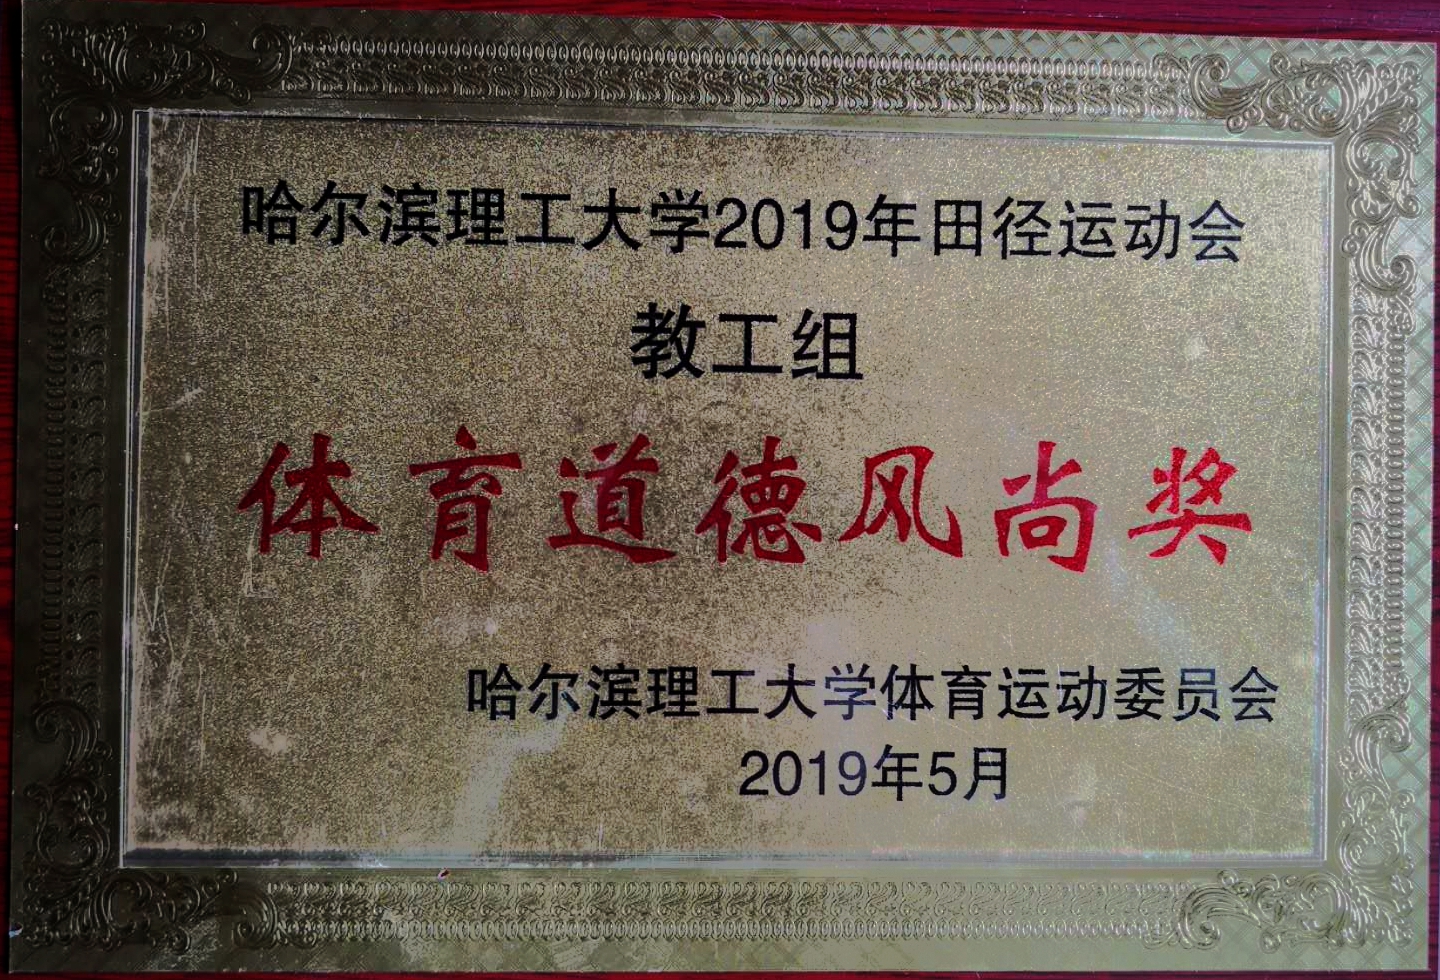 哈尔滨理工大学2019年田径运动会
教工组
体育道德风尚奖
哈尔滨理工大学体育运动委员会
2019年5月